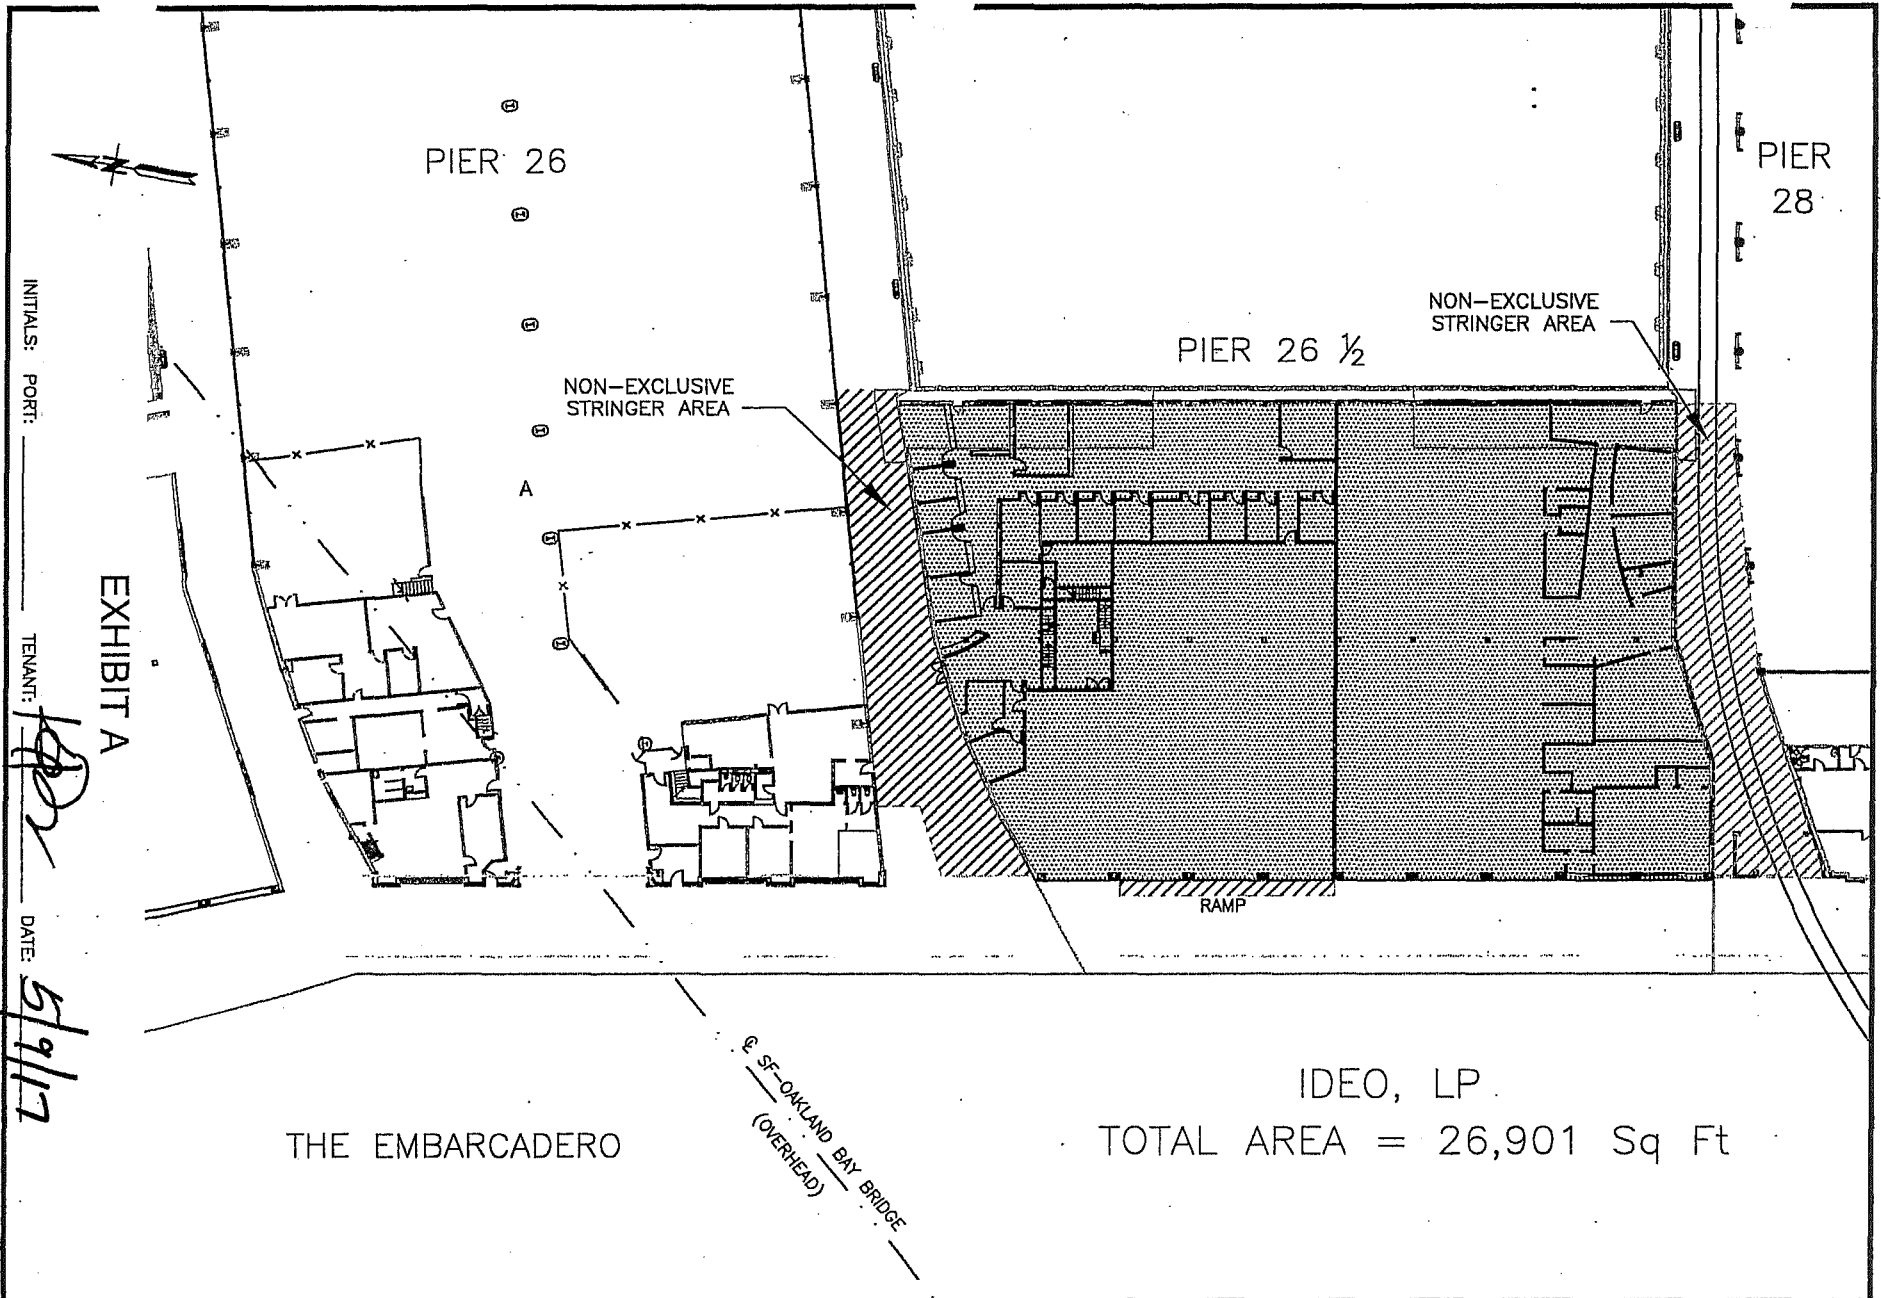 PIER 26
PIER
28
N
NON-EXCLUSIVE
STRINGER AREA
PIER 26 ½
NON-EXCLUSIVE
STRINGER AREA
A
RAMP
℄ SF-OAKLAND BAY BRIDGE
(OVERHEAD)
THE EMBARCADERO
IDEO, LP
TOTAL AREA = 26,901 Sq Ft
EXHIBIT A
INITIALS: PORT: TENANT: DATE: 5/9/17